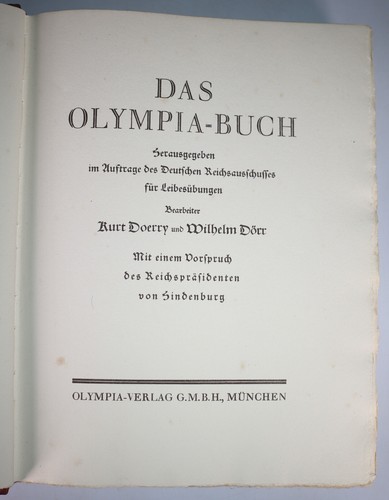 DAS
OLYMPIA-BUCH
Herausgegeben
im Auftrage des Deutschen Reichsausschusses
für Leibesübungen
Bearbeiter
Kurt Doerry und Wilhelm Dörr
Mit einem Vorspruch
des Reichspräsidenten
von Hindenburg
OLYMPIA-VERLAG G.M.B.H., MÜNCHEN